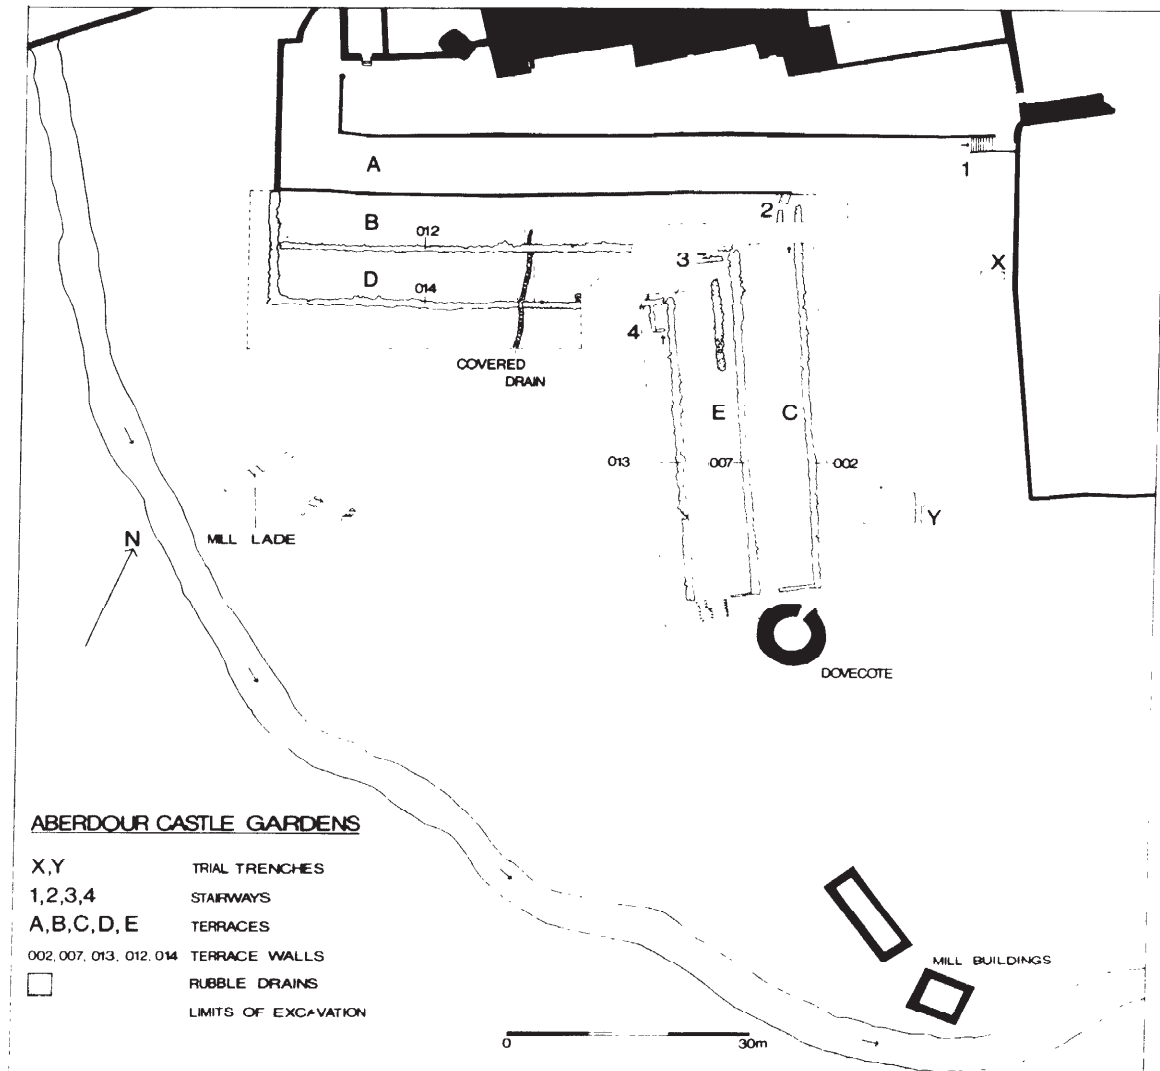 A
1
B
012
2
3
X
D
014
4
COVERED
DRAIN
E
C
013
007
002
Y
N
MILL LADE
DOVECOTE
ABERDOUR CASTLE GARDENS
X,Y TRIAL TRENCHES
1,2,3,4 STAIRWAYS
A,B,C,D,E TERRACES
002, 007, 013, 012, 014 TERRACE WALLS
RUBBLE DRAINS
LIMITS OF EXCAVATION
MILL BUILDINGS
0 30m